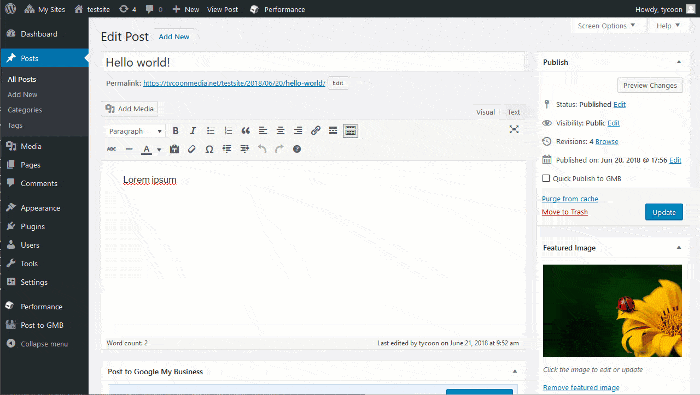 My Sites testsite 4 0 New View Post Performance Howdy, tycoon
Screen Options Help
Dashboard
Posts
All Posts
Add New
Categories
Tags
Media
Pages
Comments
Appearance
Plugins
Users
Tools
Settings
Performance
Post to GMB
Collapse menu
Edit Post Add New
Hello world!
Permalink: https://tycoonmedia.net/testsite/2018/06/20/hello-world/ Edit
Add Media Visual Text
Paragraph B I
ABC A
Lorem ipsum
Word count: 2 Last edited by tycoon on June 21, 2018 at 9:52 am
Post to Google My Business
Publish
Preview Changes
Status: Published Edit
Visibility: Public Edit
Revisions: 4 Browse
Published on: Jun 20, 2018 @ 17:56 Edit
Quick Publish to GMB
Purge from cache
Move to Trash Update
Featured Image
Click the image to edit or update
Remove featured image